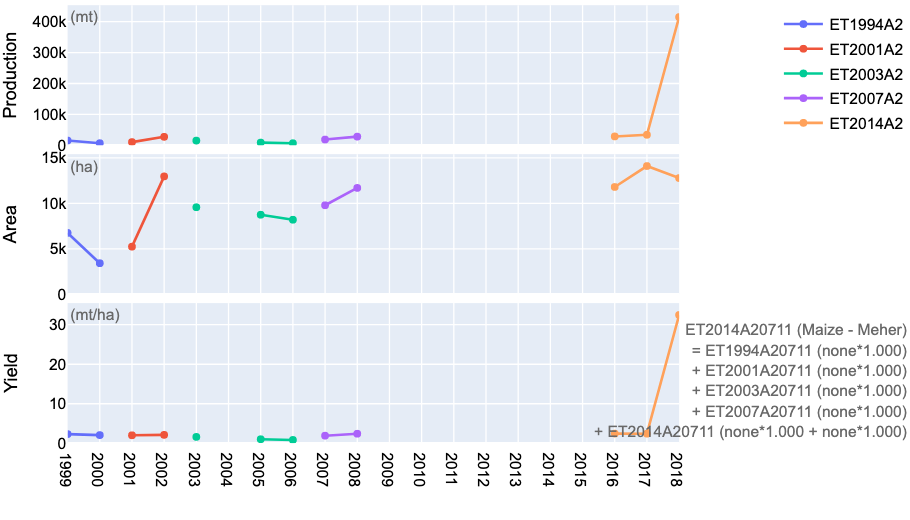 (mt)
400k
300k
200k
100k
0
Production
ET1994A2
ET2001A2
ET2003A2
ET2007A2
ET2014A2
(ha)
15k
10k
5k
0
Area
(mt/ha)
30
20
10
0
Yield
ET2014A20711 (Maize - Meher)
= ET1994A20711 (none*1.000)
+ ET2001A20711 (none*1.000)
+ ET2003A20711 (none*1.000)
+ ET2007A20711 (none*1.000)
+ ET2014A20711 (none*1.000 + none*1.000)
1999
2000
2001
2002
2003
2004
2005
2006
2007
2008
2009
2010
2011
2012
2013
2014
2015
2016
2017
2018